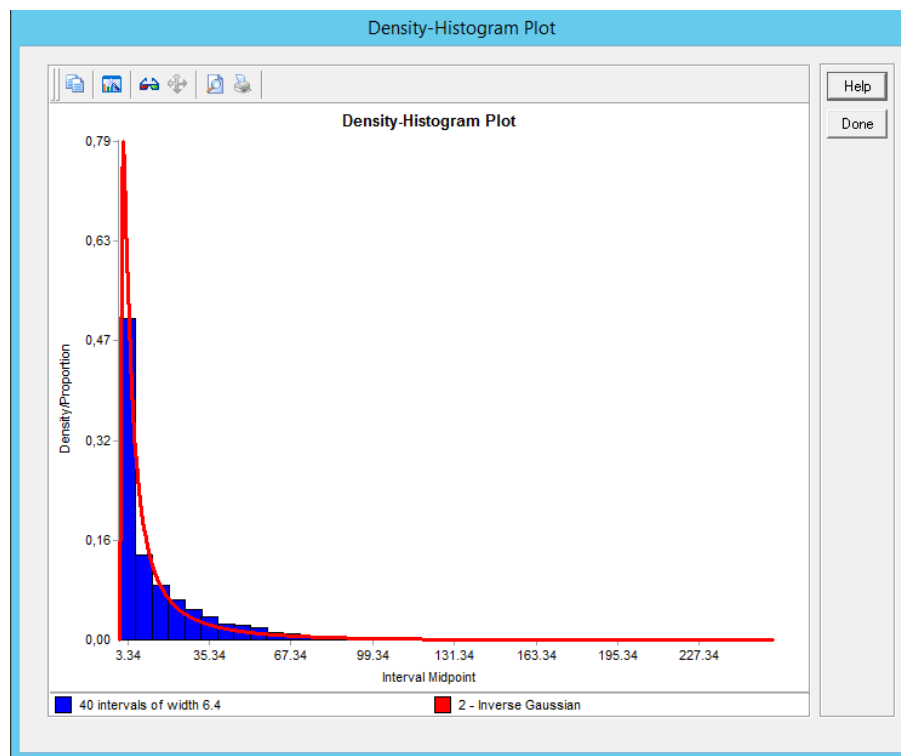 Density-Histogram Plot
Help
Done
Density-Histogram Plot
0,79
0,63
0,47
0,32
0,16
0,00
Density/Proportion
3.34 35.34 67.34 99.34 131.34 163.34 195.34 227.34
Interval Midpoint
40 intervals of width 6.4 2 - Inverse Gaussian